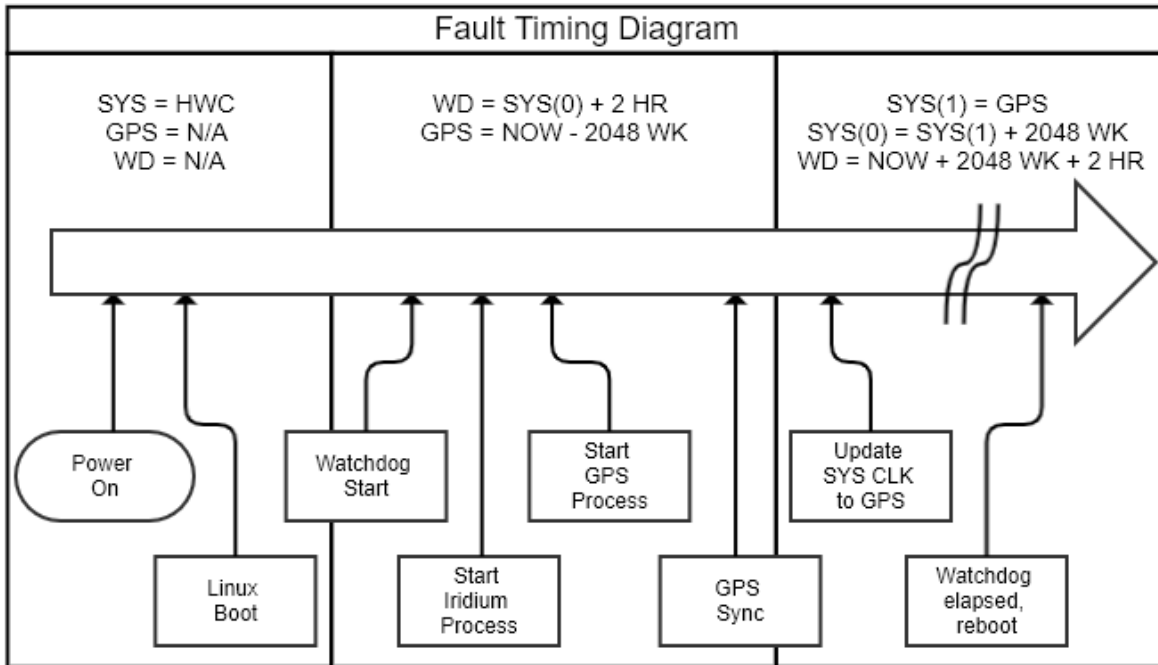 Fault Timing Diagram
SYS = HWC
GPS = N/A
WD = N/A
WD = SYS(0) + 2 HR
GPS = NOW - 2048 WK
SYS(1) = GPS
SYS(0) = SYS(1) + 2048 WK
WD = NOW + 2048 WK + 2 HR
Power
On
Linux
Boot
Watchdog
Start
Start
Iridium
Process
Start
GPS
Process
GPS
Sync
Update
SYS CLK
to GPS
Watchdog
elapsed,
reboot